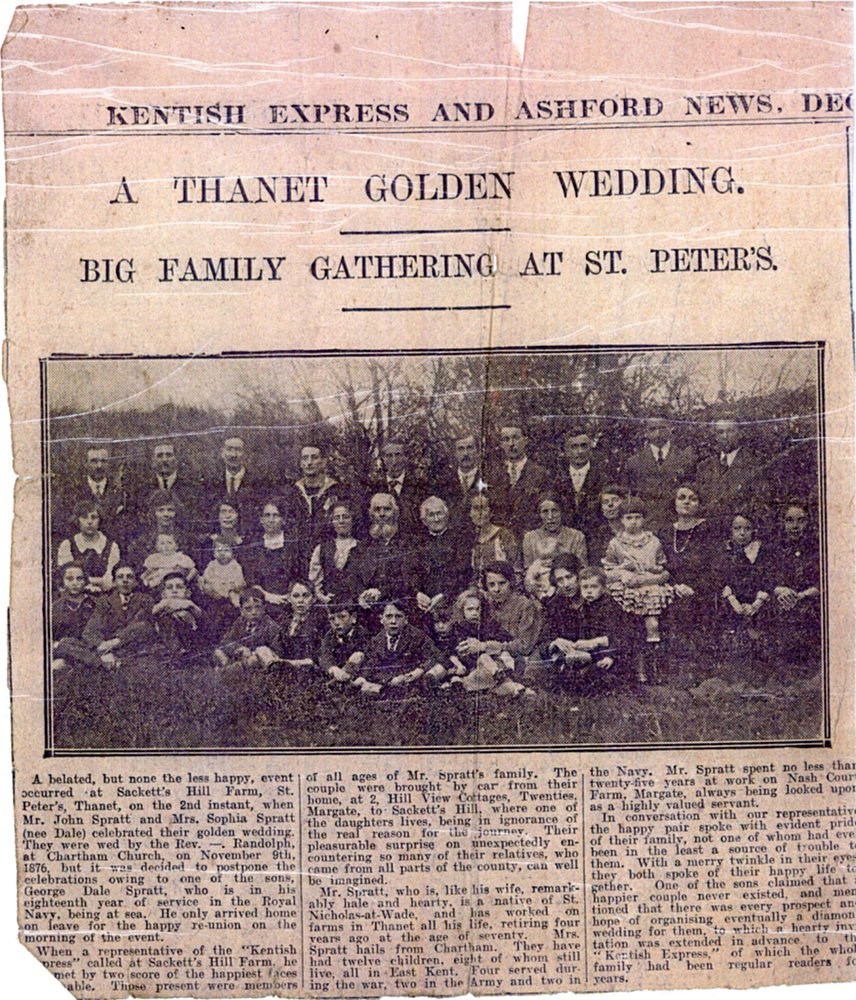 KENTISH EXPRESS AND ASHFORD NEWS, DEC
A THANET GOLDEN WEDDING.
BIG FAMILY GATHERING AT ST. PETER'S.
A belated, but none the less happy, event
occurred at Sackett's Hill Farm, St.
Peter's, Thanet, on the 2nd instant, when
Mr. John Spratt and Mrs. Sophia Spratt
(nee Dale) celebrated their golden wedding.
They were wed by the Rev. —. Randolph,
at Chartham Church, on November 9th,
1876, but it was decided to postpone the
celebrations owing to one of the sons,
George Dale Spratt, who is in his
eighteenth year of service in the Royal
Navy, being at sea. He only arrived home
on leave for the happy re-union on the
morning of the event.
When a representative of the "Kentish
press" called at Sackett's Hill Farm, he
met by two score of the happiest faces
able. Those present were members
of all ages of Mr. Spratt's family. The
couple were brought by car from their
home, at 2, Hill View Cottages, Twenties,
Margate, to Sackett's Hill, where one of
e daughters lives, being in ignorance of
the real reason for the journey. Their
pleasurable surprise on unexpectedly en-
countering so many of their relatives, who
came from all parts of the county, can well
be imagined.
Mr. Spratt, who is, like his wife, remark-
ably hale and hearty, is a native of St.
Nicholas-at-Wade, and has worked on
farms in Thanet all his life, retiring four
years ago at the age of seventy. Mrs.
Spratt hails from Chartham. They have
had twelve children, eight of whom still
live, all in East Kent. Four served dur-
ing the war, two in the Army and two in
the Navy. Mr. Spratt spent no less than
twenty-five years at work on Nash Court
Farm, Margate, always being looked upon
as a highly valued servant.
In conversation with our representative
the happy pair spoke with evident pride
of their family, not one of whom had eve
been in the least a source of trouble t
them. With a merry twinkle in their eyes
they both spoke of their happy life to
gether. One of the sons claimed that a
happier couple never existed, and men
tioned that there was every prospect and
hope of organising eventually a diamon
wedding for them, to which a hearty inv
tation was extended in advance to th
"Kentish Express," of which the whol
family had been regular readers fo
years.